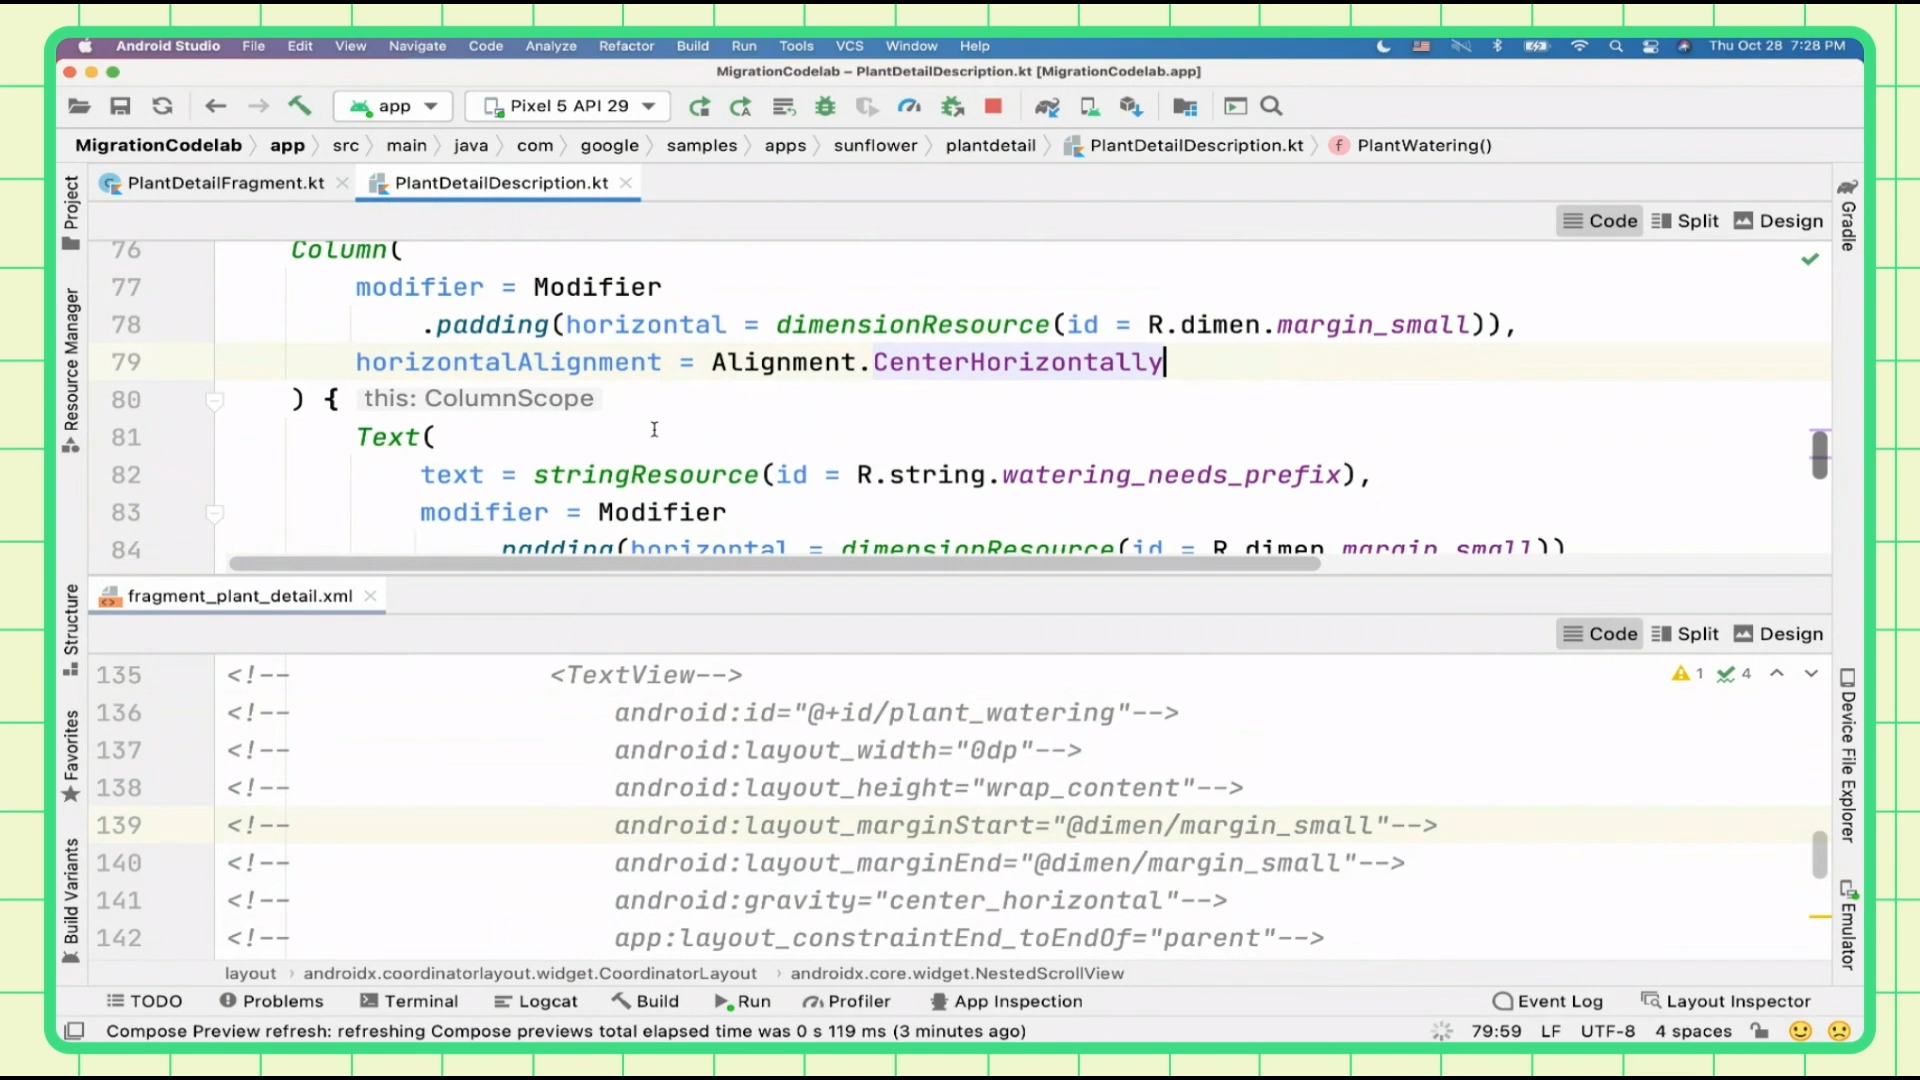 Android Studio File Edit View Navigate Code Analyze Refactor Build Run Tools VCS Window Help Thu Oct 28 7:28 PM
MigrationCodelab – PlantDetailDescription.kt [MigrationCodelab.app]
app Pixel 5 API 29
MigrationCodelab app src main java com google samples apps sunflower plantdetail PlantDetailDescription.kt f PlantWatering()
PlantDetailFragment.kt PlantDetailDescription.kt
Code Split Design
76 Column(
77 modifier = Modifier
78 .padding(horizontal = dimensionResource(id = R.dimen.margin_small)),
79 horizontalAlignment = Alignment.CenterHorizontally
80 ) { this: ColumnScope
81 Text(
82 text = stringResource(id = R.string.watering_needs_prefix),
83 modifier = Modifier
84 .padding(horizontal = dimensionResource(id = R.dimen.margin_small))
fragment_plant_detail.xml
Code Split Design
1 4
135 <!-- <TextView-->
136 <!-- android:id="@+id/plant_watering"-->
137 <!-- android:layout_width="0dp"-->
138 <!-- android:layout_height="wrap_content"-->
139 <!-- android:layout_marginStart="@dimen/margin_small"-->
140 <!-- android:layout_marginEnd="@dimen/margin_small"-->
141 <!-- android:gravity="center_horizontal"-->
142 <!-- app:layout_constraintEnd_toEndOf="parent"-->
layout › androidx.coordinatorlayout.widget.CoordinatorLayout › androidx.core.widget.NestedScrollView
TODO Problems Terminal Logcat Build Run Profiler App Inspection Event Log Layout Inspector
Compose Preview refresh: refreshing Compose previews total elapsed time was 0 s 119 ms (3 minutes ago) 79:59 LF UTF-8 4 spaces
Project
Resource Manager
Structure
Favorites
Build Variants
Gradle
Device File Explorer
Emulator